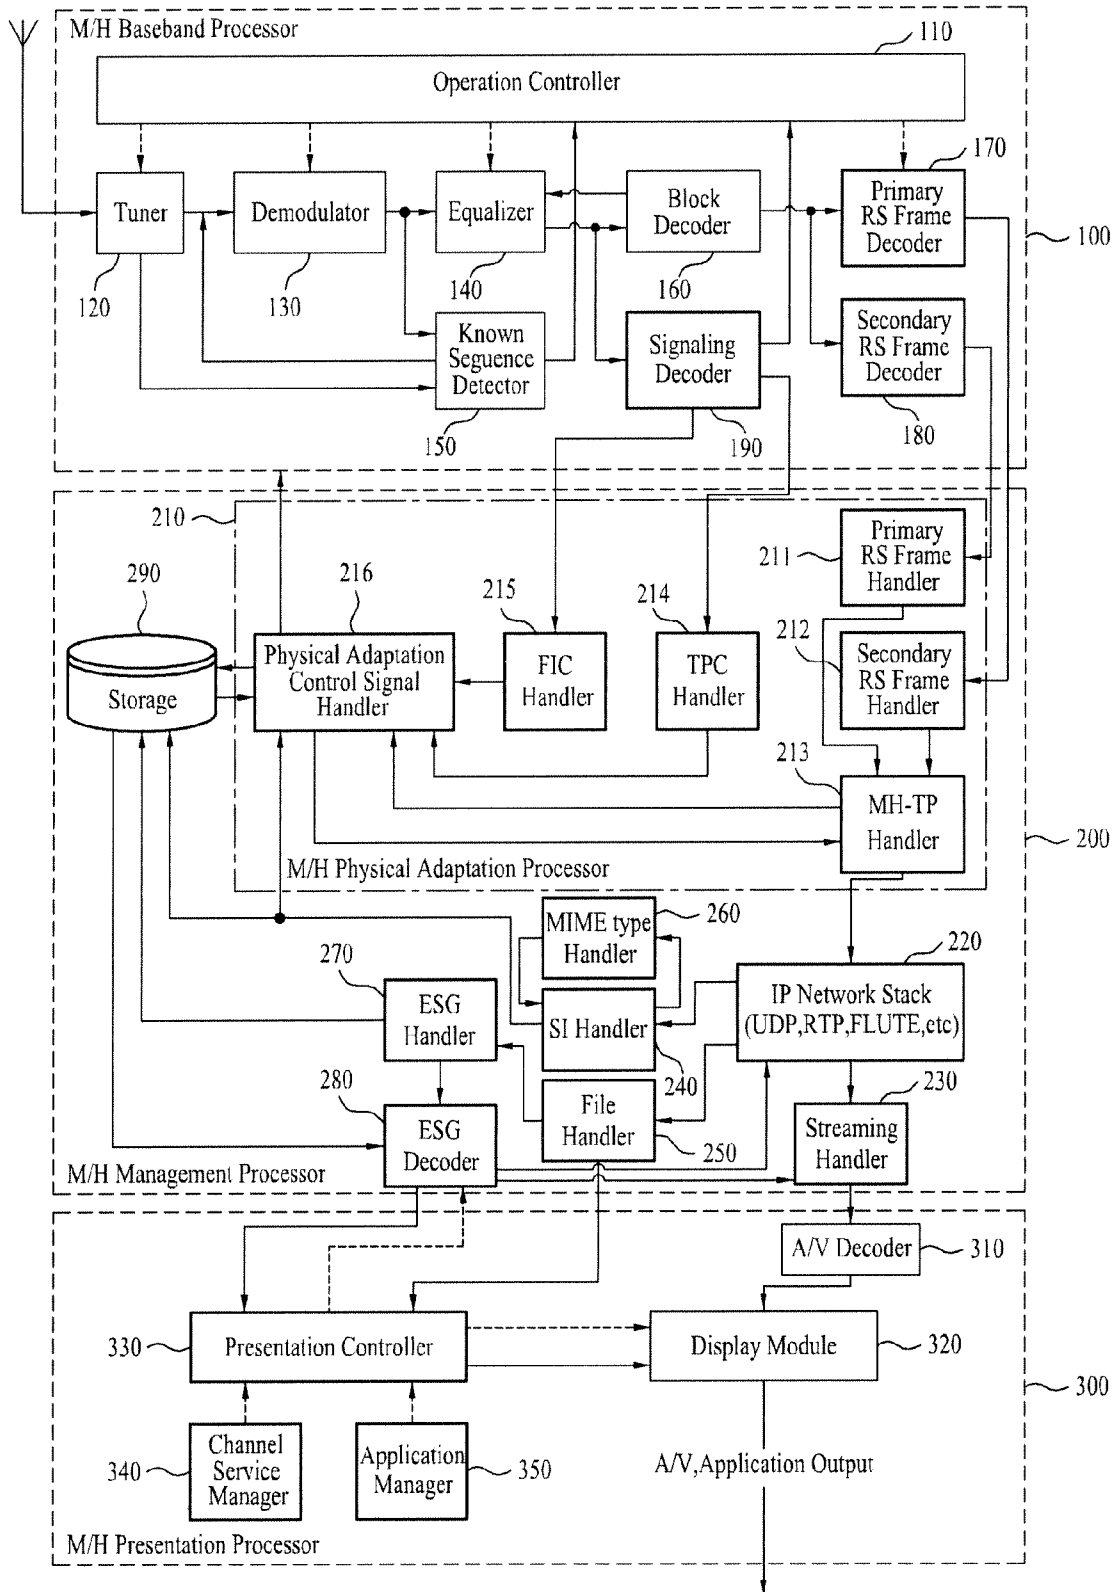 M/H Baseband Processor
110
Operation Controller
170
Tuner
Demodulator
Equalizer
Block
Decoder
Primary
RS Frame
Decoder
100
120
130
140
160
Known
Seguence
Detector
Signaling
Decoder
Secondary
RS Frame
Decoder
150
190
180
210
Primary
RS Frame
Handler
211
290
216
215
214
212
Storage
Physical Adaptation
Control Signal
Handler
FIC
Handler
TPC
Handler
Secondary
RS Frame
Handler
213
MH-TP
Handler
200
M/H Physical Adaptation Processor
MIME type
Handler
260
270
220
ESG
Handler
SI Handler
IP Network Stack
(UDP,RTP,FLUTE,etc)
240
280
230
ESG
Decoder
File
Handler
250
Streaming
Handler
M/H Management Processor
A/V Decoder
310
330
Presentation Controller
Display Module
320
300
340
Channel
Service
Manager
Application
Manager
350
A/V,Application Output
M/H Presentation Processor